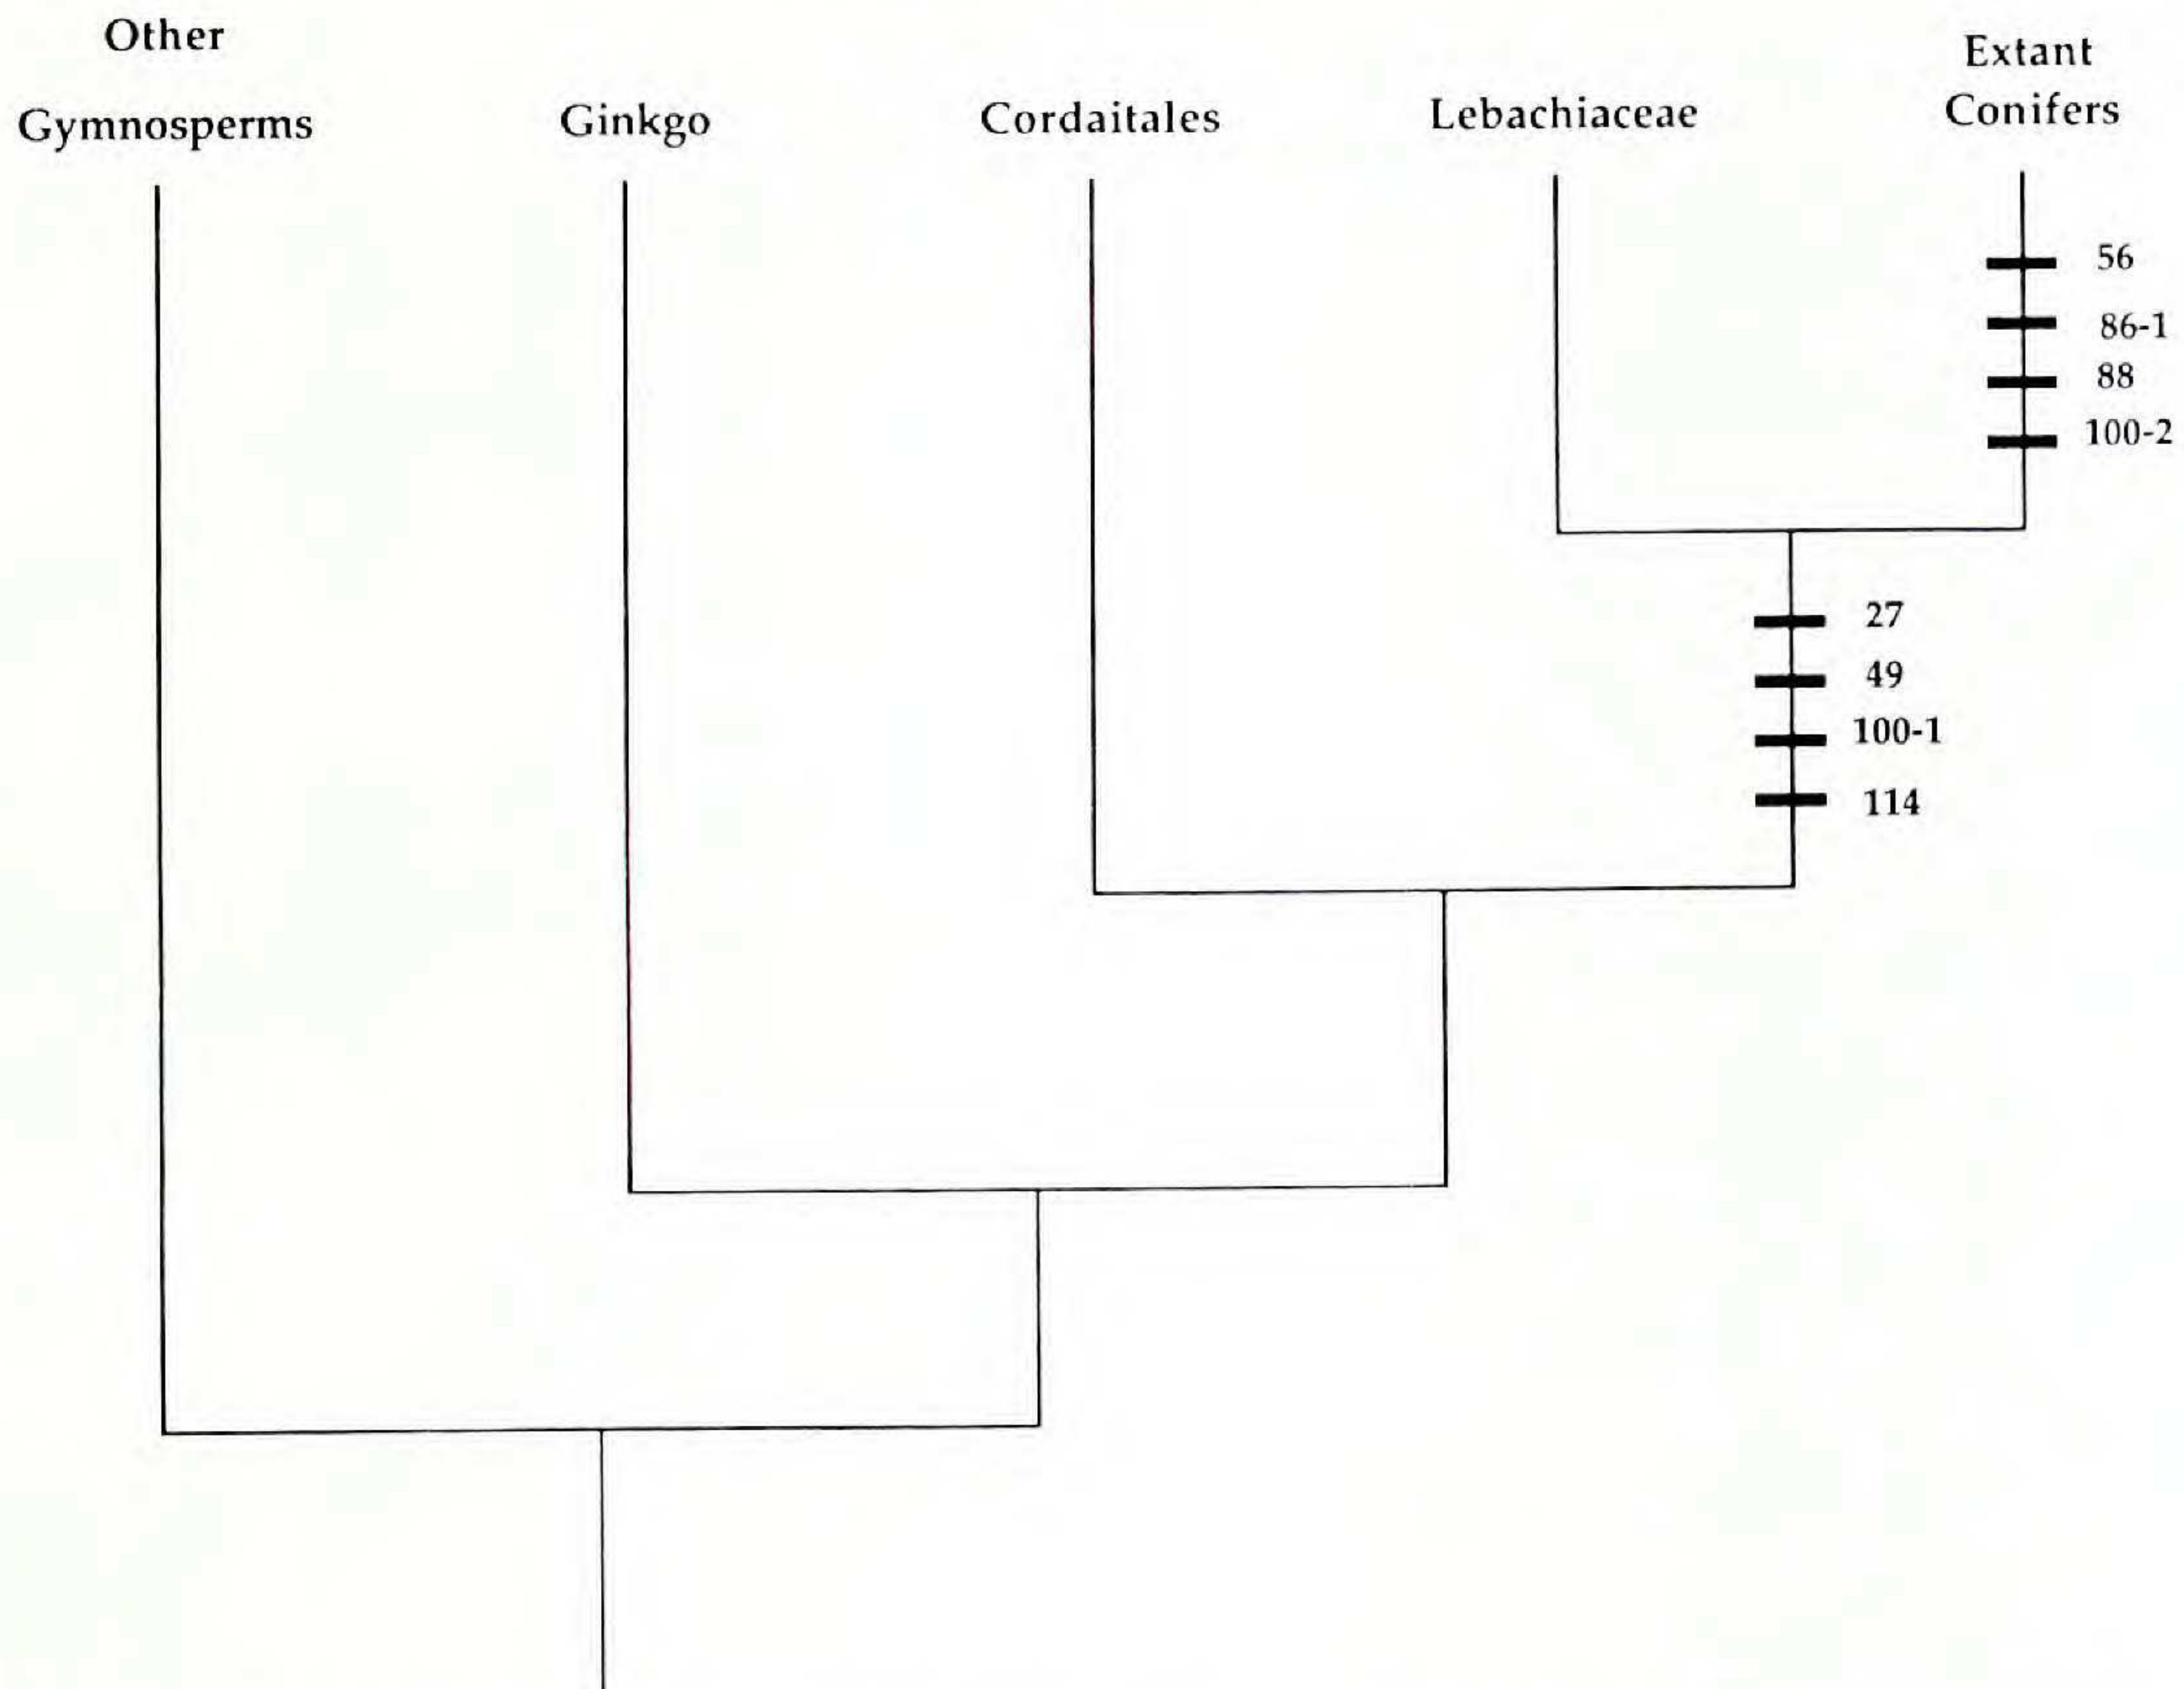 Other
Gymnosperms
Ginkgo
Cordaitales
Lebachiaceae
Extant
Conifers
56
86-1
88
100-2
27
49
100-1
114